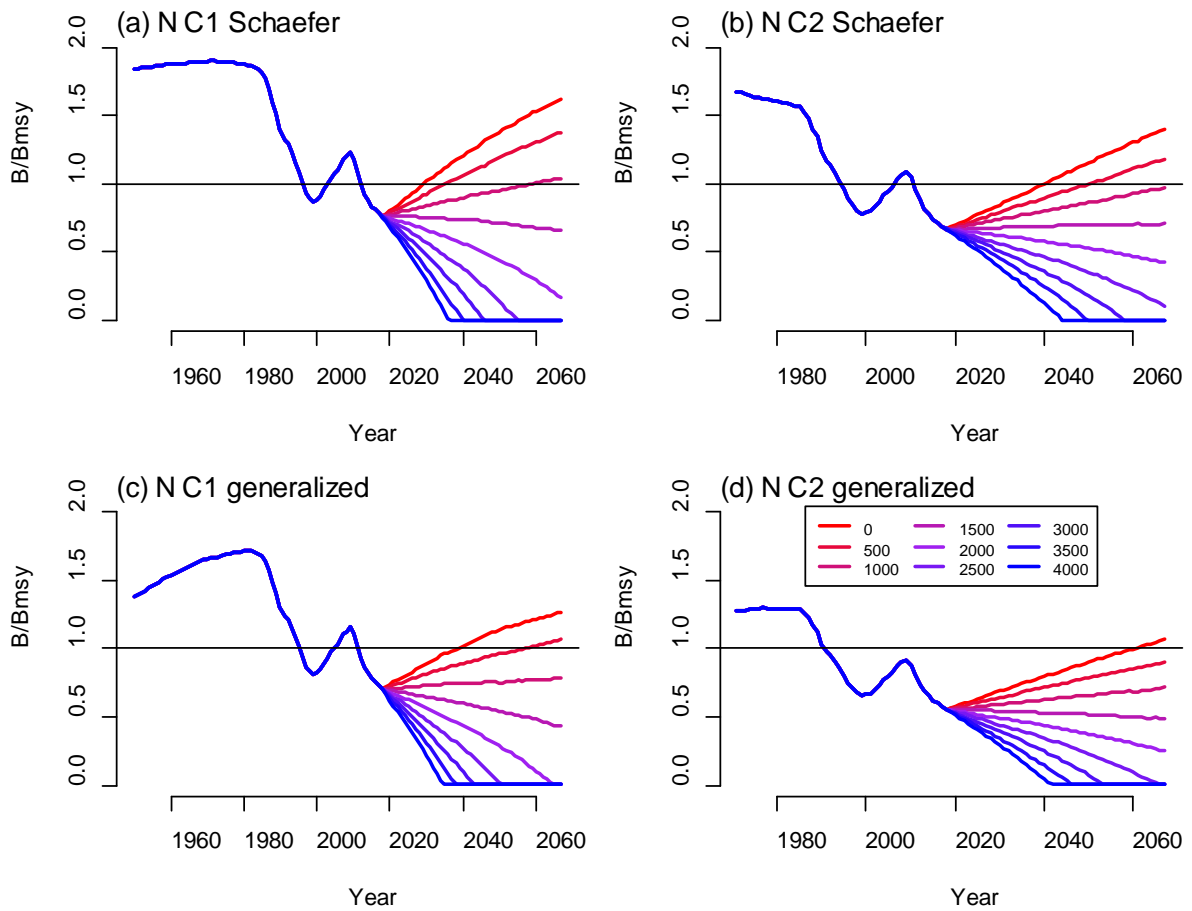 (a) N C1 Schaefer
B/Bmsy
0.0 0.5 1.0 1.5 2.0
1960 1980 2000 2020 2040 2060
Year
(b) N C2 Schaefer
B/Bmsy
0.0 0.5 1.0 1.5 2.0
1980 2000 2020 2040 2060
Year
(c) N C1 generalized
B/Bmsy
0.0 0.5 1.0 1.5 2.0
1960 1980 2000 2020 2040 2060
Year
(d) N C2 generalized
0 1500 3000
500 2000 3500
1000 2500 4000
B/Bmsy
0.0 0.5 1.0 1.5 2.0
1980 2000 2020 2040 2060
Year